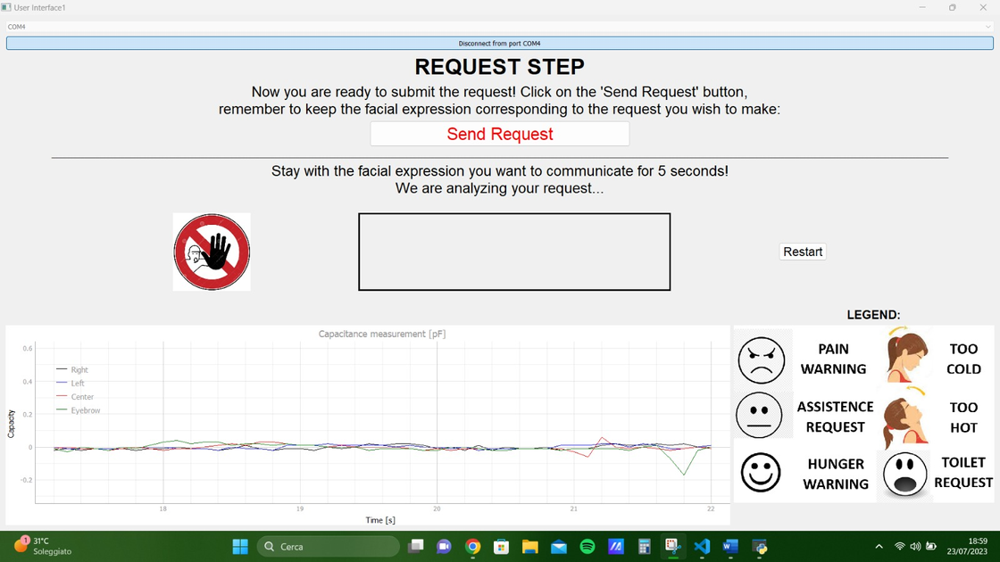 User Interface1
COM4
Disconnect from port COM4
REQUEST STEP
Now you are ready to submit the request! Click on the 'Send Request' button,
remember to keep the facial expression corresponding to the request you wish to make:
Send Request
Stay with the facial expression you want to communicate for 5 seconds!
We are analyzing your request...
Restart
Capacitance measurement [pF]
0.6
0.4
0.2
0
-0.2
Capacity
Right
Left
Center
Eyebrow
18
19
20
21
22
Time [s]
LEGEND:
PAIN
WARNING
TOO
COLD
ASSISTENCE
REQUEST
TOO
HOT
HUNGER
WARNING
TOILET
REQUEST
1
31°C
Soleggiato
Cerca
18:59
23/07/2023